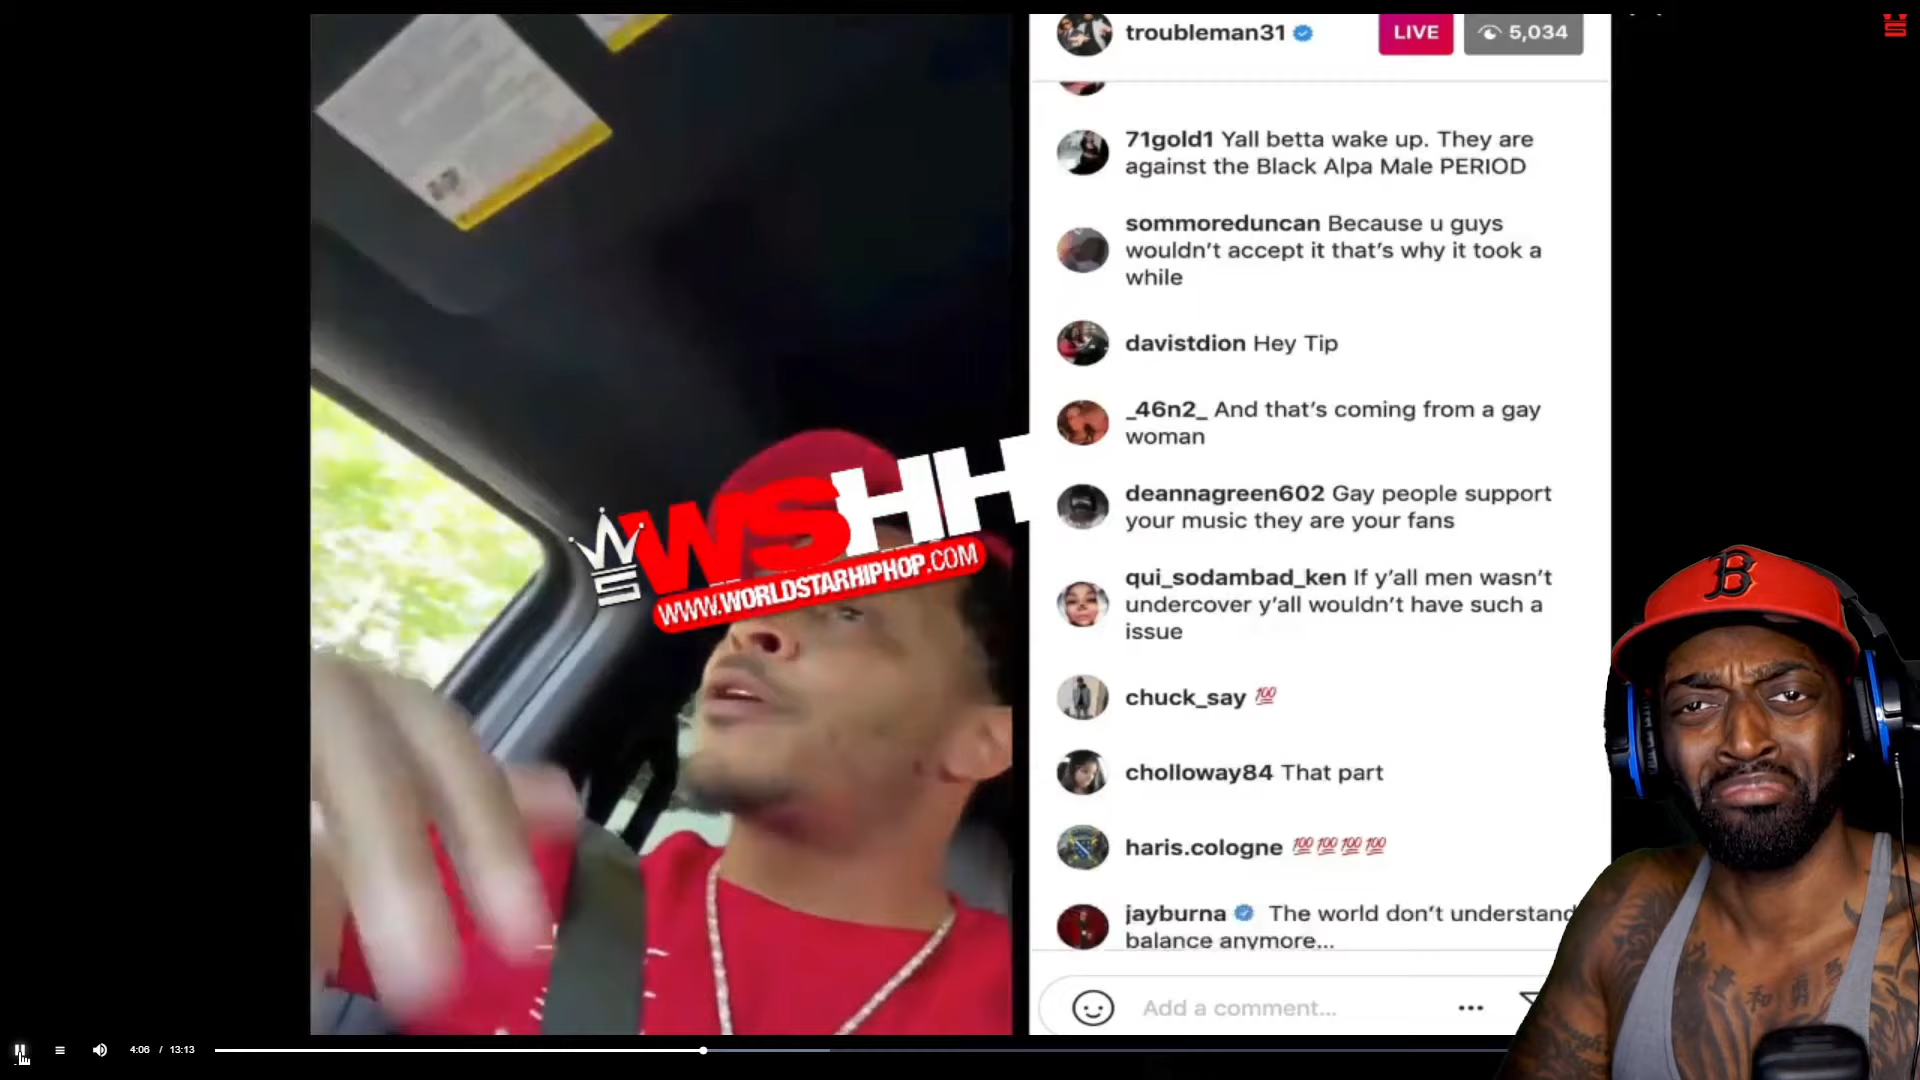 troubleman31
LIVE
5,034
71gold1 Yall betta wake up. They are
against the Black Alpa Male PERIOD
sommoreduncan Because u guys
wouldn't accept it that's why it took a
while
davistdion Hey Tip
_46n2_ And that's coming from a gay
woman
deannagreen602 Gay people support
your music they are your fans
qui_sodambad_ken If y'all men wasn't
undercover y'all wouldn't have such a
issue
chuck_say 💯
cholloway84 That part
haris.cologne 💯💯💯💯
jayburna The world don't understand
balance anymore...
Add a comment...
WS
WSHH
WWW.WORLDSTARHIPHOP.COM
WS
B
4:06 / 13:13